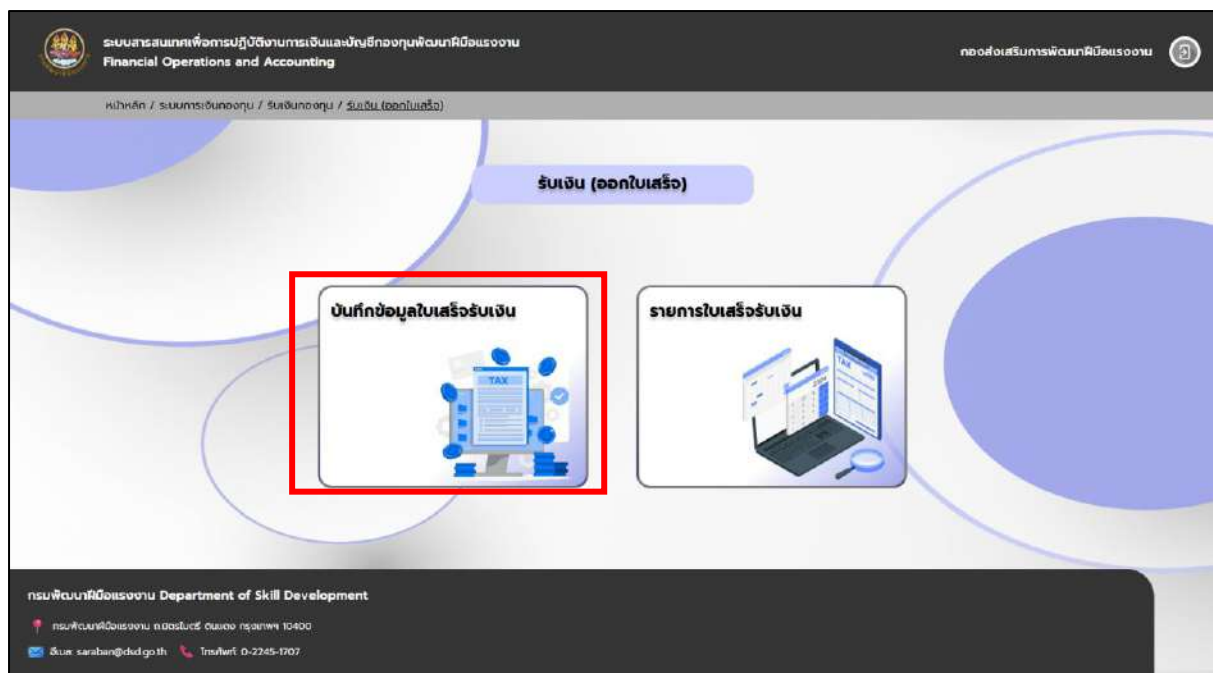 ระบบสารสนเทศเพื่อการปฏิบัติงานการเงินและบัญชีกองทุนพัฒนาฝีมือแรงงาน
Financial Operations and Accounting
กองส่งเสริมการพัฒนาฝีมือแรงงาน
หน้าหลัก / ระบบการเงินกองทุน / รับเงินกองทุน / รับเงิน (ออกใบเสร็จ)
รับเงิน (ออกใบเสร็จ)
บันทึกข้อมูลใบเสร็จรับเงิน
TAX
รายการใบเสร็จรับเงิน
TAX
กรมพัฒนาฝีมือแรงงาน Department of Skill Development
กรมพัฒนาฝีมือแรงงาน ถ.มิตรไมตรี ดินแดง กรุงเทพฯ 10400
อีเมล: saraban@dsd.go.th โทรศัพท์: 0-2245-1707